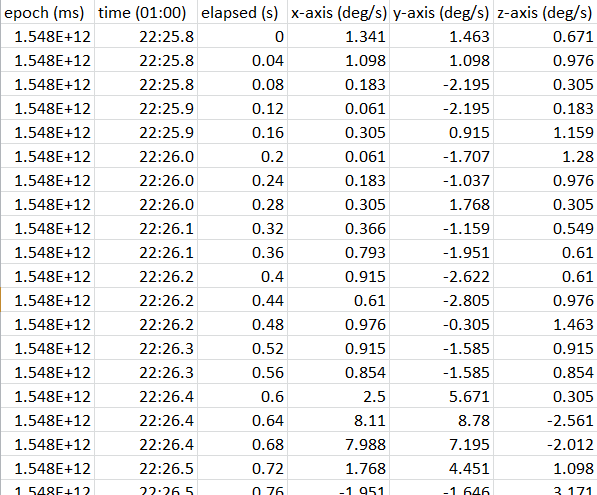 epoch (ms) time (01:00) elapsed (s) x-axis (deg/s) y-axis (deg/s) z-axis (deg/s)
1.548E+12 22:25.8 0 1.341 1.463 0.671
1.548E+12 22:25.8 0.04 1.098 1.098 0.976
1.548E+12 22:25.8 0.08 0.183 -2.195 0.305
1.548E+12 22:25.9 0.12 0.061 -2.195 0.183
1.548E+12 22:25.9 0.16 0.305 0.915 1.159
1.548E+12 22:26.0 0.2 0.061 -1.707 1.28
1.548E+12 22:26.0 0.24 0.183 -1.037 0.976
1.548E+12 22:26.0 0.28 0.305 1.768 0.305
1.548E+12 22:26.1 0.32 0.366 -1.159 0.549
1.548E+12 22:26.1 0.36 0.793 -1.951 0.61
1.548E+12 22:26.2 0.4 0.915 -2.622 0.61
1.548E+12 22:26.2 0.44 0.61 -2.805 0.976
1.548E+12 22:26.2 0.48 0.976 -0.305 1.463
1.548E+12 22:26.3 0.52 0.915 -1.585 0.915
1.548E+12 22:26.3 0.56 0.854 -1.585 0.854
1.548E+12 22:26.4 0.6 2.5 5.671 0.305
1.548E+12 22:26.4 0.64 8.11 8.78 -2.561
1.548E+12 22:26.4 0.68 7.988 7.195 -2.012
1.548E+12 22:26.5 0.72 1.768 4.451 1.098
1.548E+12 22:26.5 0.76 -1.951 -1.646 3.171